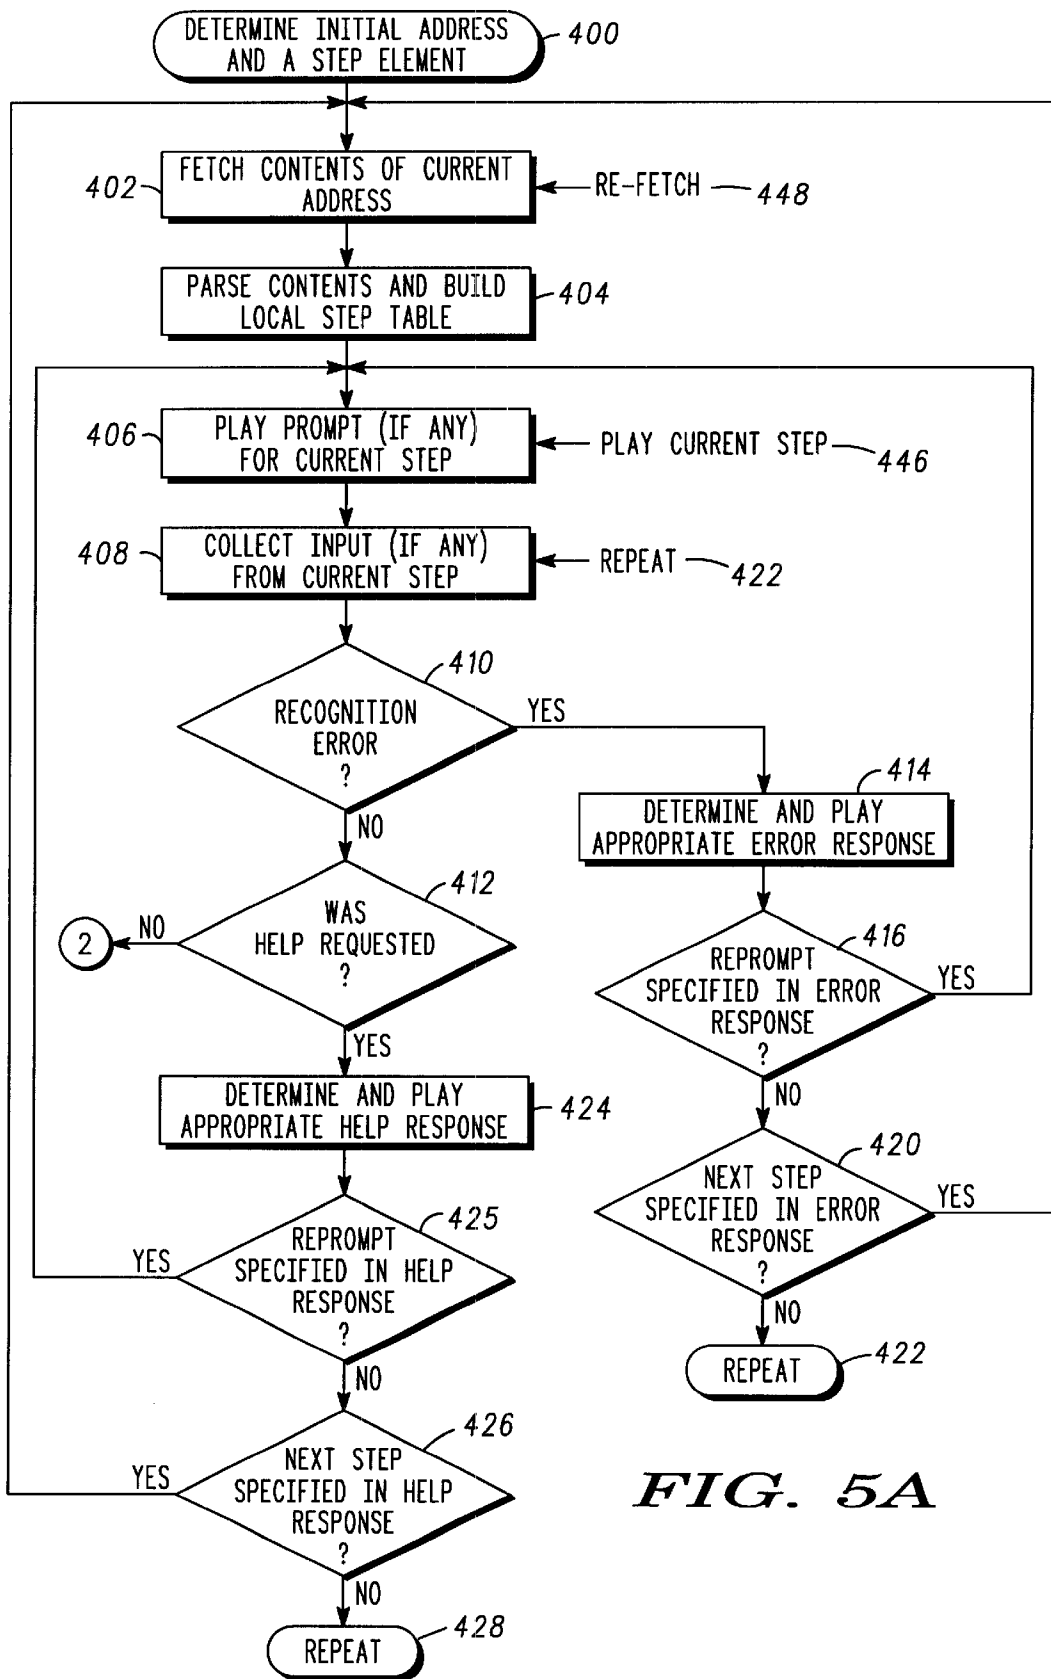 DETERMINE INITIAL ADDRESS
AND A STEP ELEMENT
400
FETCH CONTENTS OF CURRENT
ADDRESS
402
RE-FETCH
448
PARSE CONTENTS AND BUILD
LOCAL STEP TABLE
404
406
PLAY PROMPT (IF ANY)
FOR CURRENT STEP
PLAY CURRENT STEP
446
408
COLLECT INPUT (IF ANY)
FROM CURRENT STEP
REPEAT
422
410
RECOGNITION
ERROR
?
YES
NO
414
DETERMINE AND PLAY
APPROPRIATE ERROR RESPONSE
412
WAS
HELP REQUESTED
?
NO
2
YES
416
REPROMPT
SPECIFIED IN ERROR
RESPONSE
?
YES
NO
DETERMINE AND PLAY
APPROPRIATE HELP RESPONSE
424
420
NEXT STEP
SPECIFIED IN ERROR
RESPONSE
?
YES
NO
REPEAT
422
425
REPROMPT
SPECIFIED IN HELP
RESPONSE
?
YES
NO
426
NEXT STEP
SPECIFIED IN HELP
RESPONSE
?
YES
NO
REPEAT
428
FIG. 5A